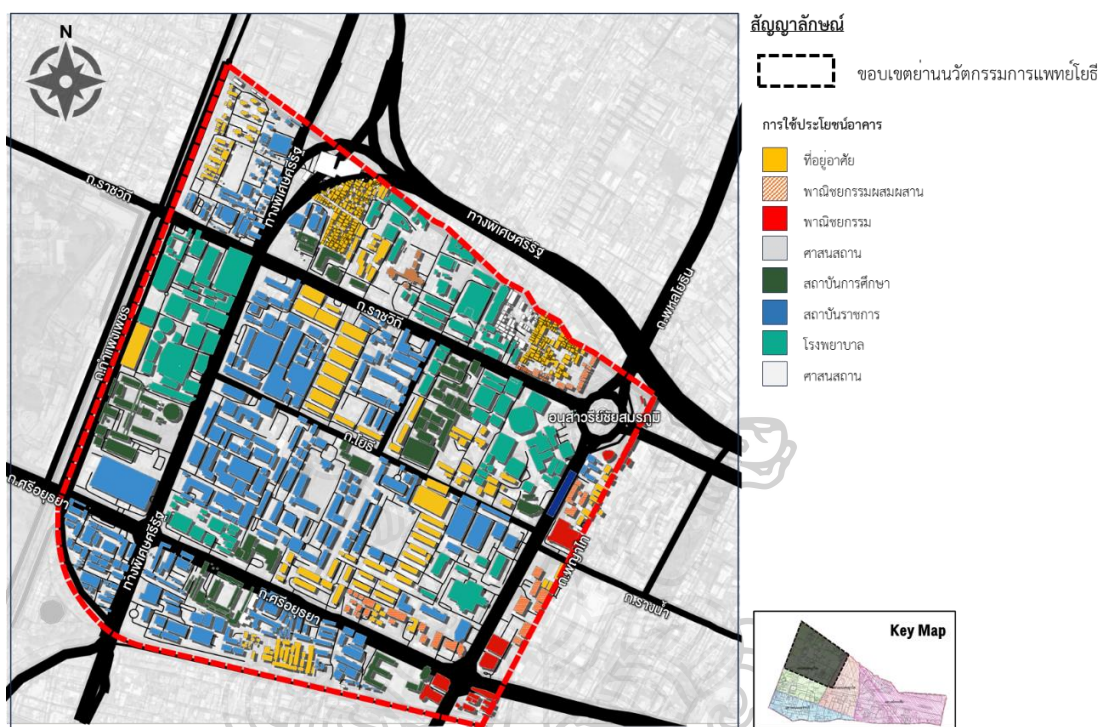 N
ถ.ราชวิถี
ทางพิเศษศรีรัช
ทางพิเศษศรีรัช
ถ.พหลโยธิน
ถ.กำแพงเพชร
ถ.ราชวิถี
อนุสาวรีย์ชัยสมรภูมิ
ถ.โยธี
ถ.ศรีอยุธยา
ทางพิเศษศรีรัช
ถ.พญาไท
ถ.รางน้ำ
ถ.ศรีอยุธยา
สัญญาลักษณ์
ขอบเขตย่านนวัตกรรมการแพทย์โยธี
การใช้ประโยชน์อาคาร
ที่อยู่อาศัย
พาณิชยกรรมผสมผสาน
พาณิชยกรรม
ศาสนสถาน
สถาบันการศึกษา
สถาบันราชการ
โรงพยาบาล
ศาสนสถาน
Key Map